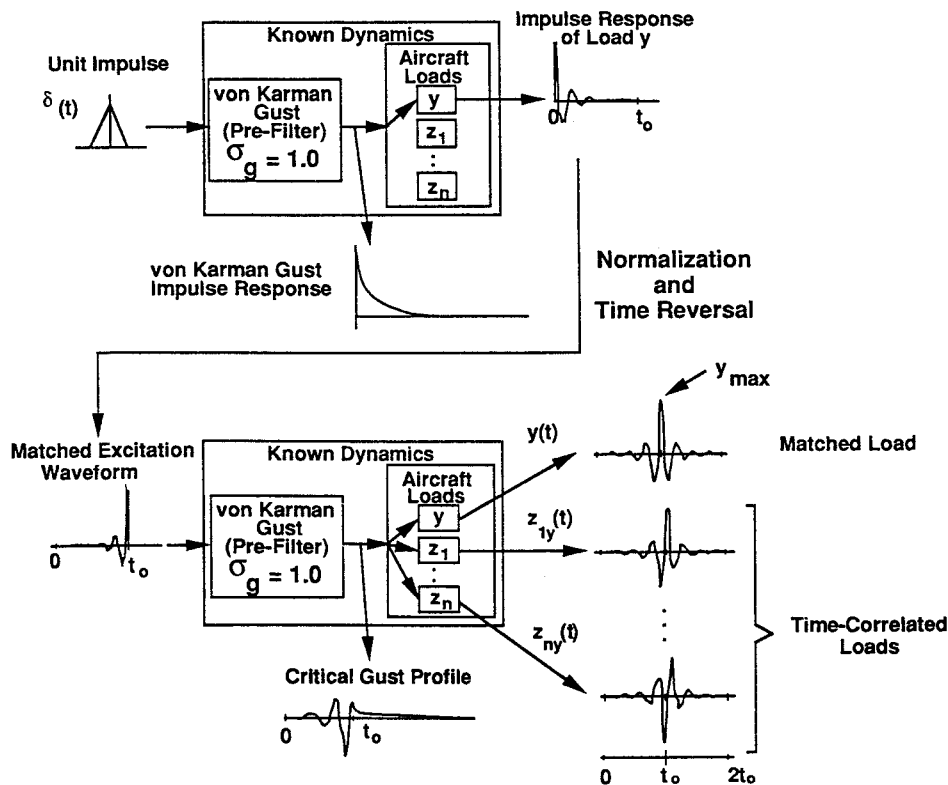 Known Dynamics
Impulse Response
of Load y
Unit Impulse
δ (t)
von Karman
Gust
(Pre-Filter)
σg = 1.0
Aircraft
Loads
y
z1
:
zn
0
to
von Karman Gust
Impulse Response
Normalization
and
Time Reversal
Matched Excitation
Waveform
0
to
Known Dynamics
von Karman
Gust
(Pre-Filter)
σg = 1.0
Aircraft
Loads
y
z1
:
zn
y(t)
z1y(t)
zny(t)
ymax
Matched Load
Time-Correlated
Loads
Critical Gust Profile
0
to
0
to
2to